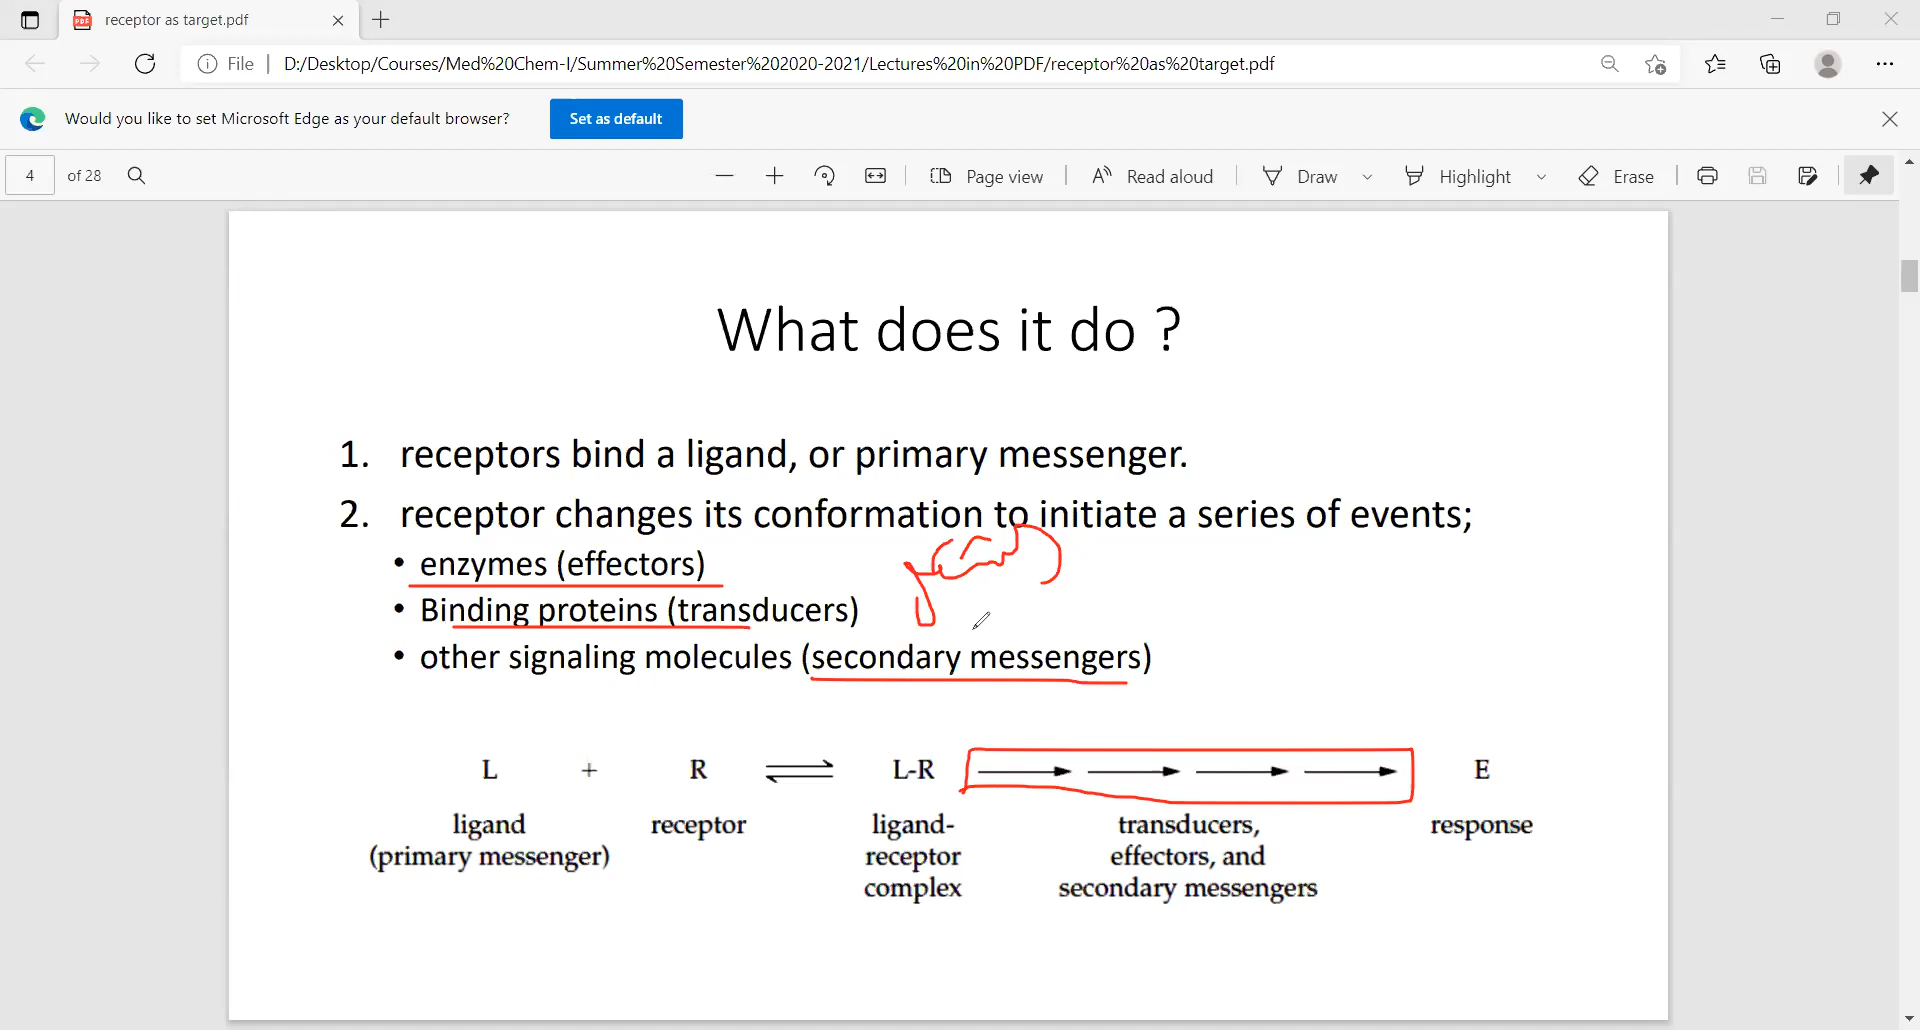 receptor as target.pdf
File
D:/Desktop/Courses/Med%20Chem-I/Summer%20Semester%202020-2021/Lectures%20in%20PDF/receptor%20as%20target.pdf
Would you like to set Microsoft Edge as your default browser?
Set as default
4 of 28
Page view
Read aloud
Draw
Highlight
Erase
What does it do ?
1. receptors bind a ligand, or primary messenger.
2. receptor changes its conformation to initiate a series of events;
• enzymes (effectors)
• Binding proteins (transducers)
• other signaling molecules (secondary messengers)
L + R L-R E
ligand receptor ligand- transducers, response
(primary messenger) receptor effectors, and
complex secondary messengers